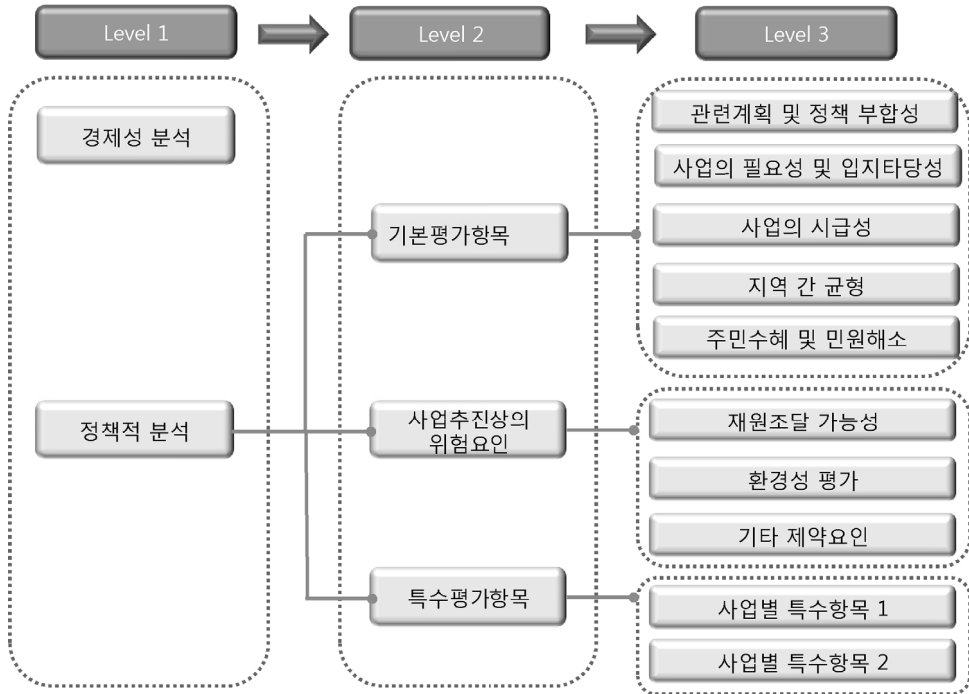 Level 1
Level 2
Level 3
경제성 분석
정책적 분석
기본평가항목
사업추진상의
위험요인
특수평가항목
관련계획 및 정책 부합성
사업의 필요성 및 입지타당성
사업의 시급성
지역 간 균형
주민수혜 및 민원해소
재원조달 가능성
환경성 평가
기타 제약요인
사업별 특수항목 1
사업별 특수항목 2